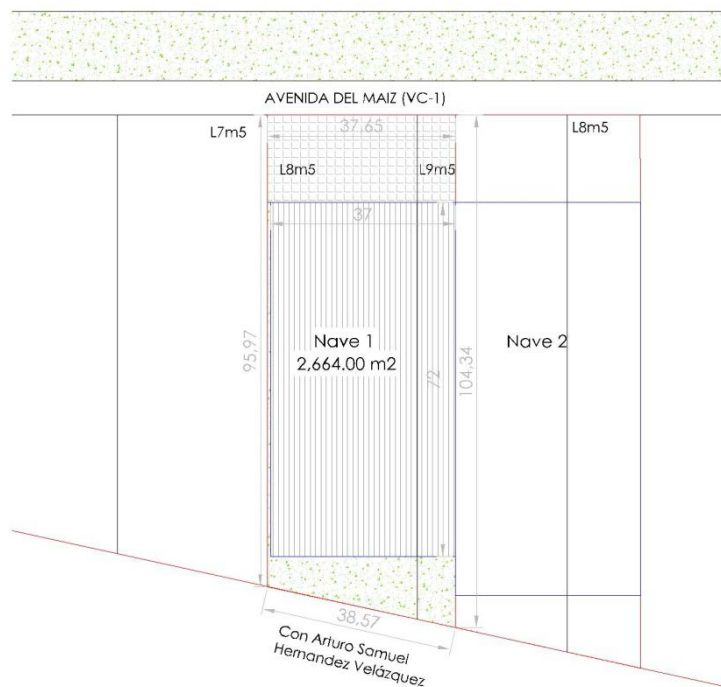 AVENIDA DEL MAIZ (VC-1)
L7m5
37,65
L8m5
L8m5
L9m5
37
Nave 1
2,664.00 m2
Nave 2
95,97
72
104,34
38,57
Con Arturo Samuel
Hernandez Velázquez